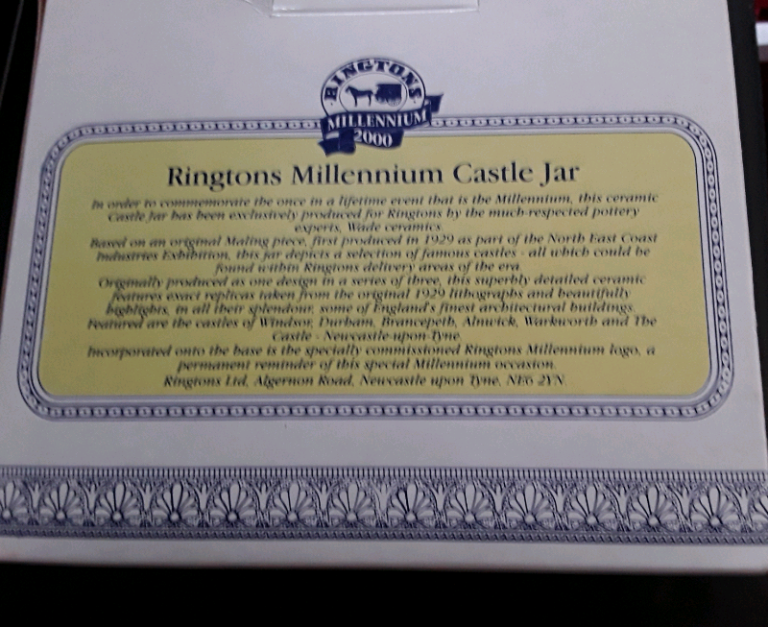 RINGTONS
MILLENNIUM
2000
Ringtons Millennium Castle Jar
In order to commemorate the once in a lifetime event that is the Millennium, this ceramic
Castle Jar has been exclusively produced for Ringtons by the much-respected pottery
experts, Wade ceramics.
Based on an original Maling piece, first produced in 1929 as part of the North East Coast
Industries Exhibition, this jar depicts a selection of famous castles - all which could be
found within Ringtons delivery areas of the era.
Originally produced as one design in a series of three, this superbly detailed ceramic
features exact replicas taken from the original 1929 lithographs and beautifully
highlights, in all their splendour, some of England's finest architectural buildings.
Featured are the castles of Windsor, Durham, Brancepeth, Alnwick, Warkworth and The
Castle - Newcastle-upon-Tyne.
Incorporated onto the base is the specially commissioned Ringtons Millennium logo, a
permanent reminder of this special Millennium occasion.
Ringtons Ltd, Algernon Road, Newcastle upon Tyne, NE6 2YN.